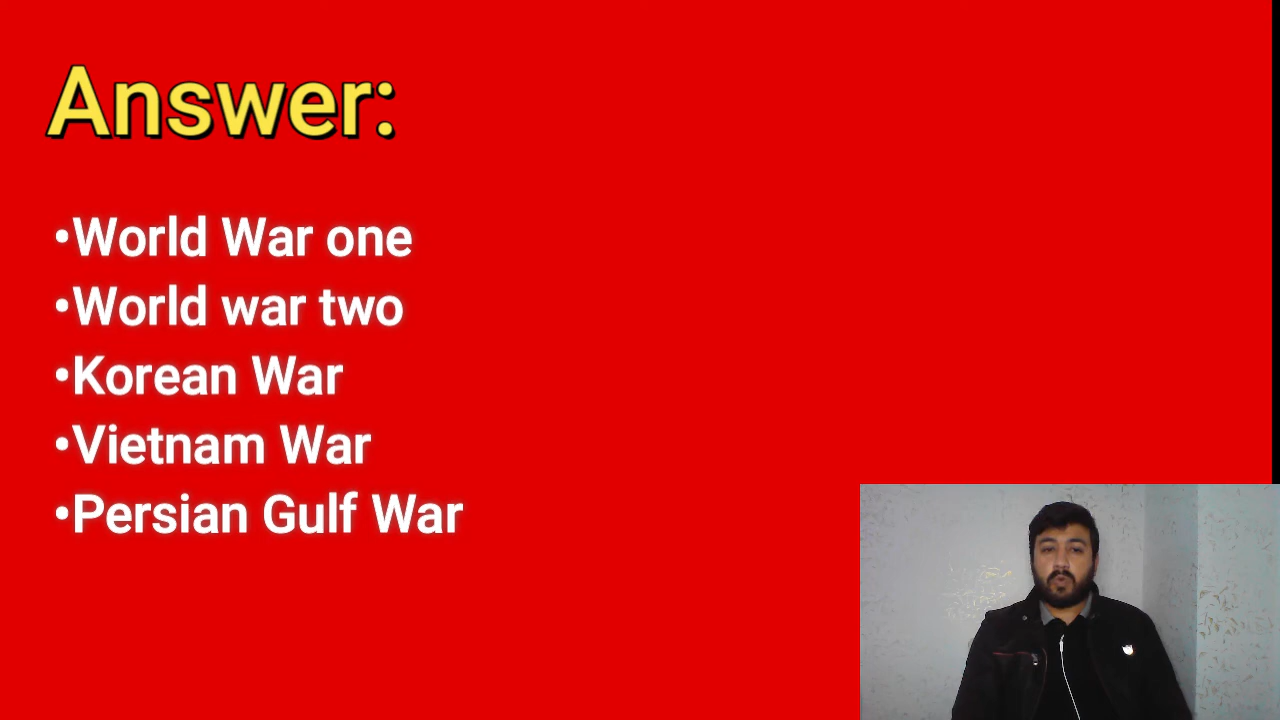 Answer:
•World War one
•World war two
•Korean War
•Vietnam War
•Persian Gulf War